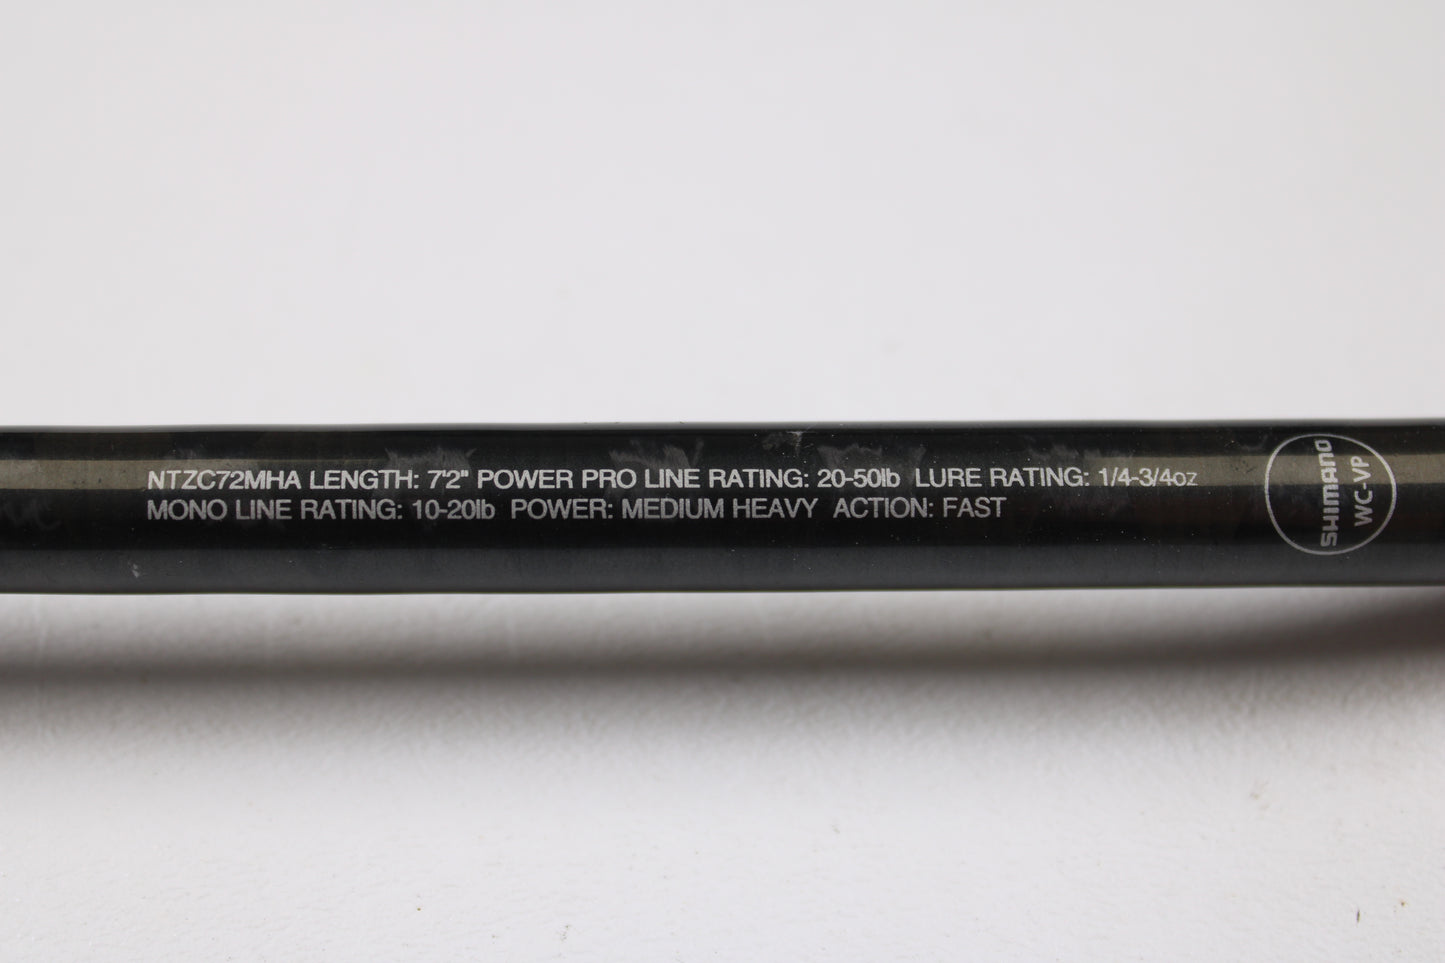 NTZC72MHA LENGTH: 7'2" POWER PRO LINE RATING: 20-50lb LURE RATING: 1/4-3/4oz
MONO LINE RATING: 10-20lb POWER: MEDIUM HEAVY ACTION: FAST
SHIMANO
WC-VP